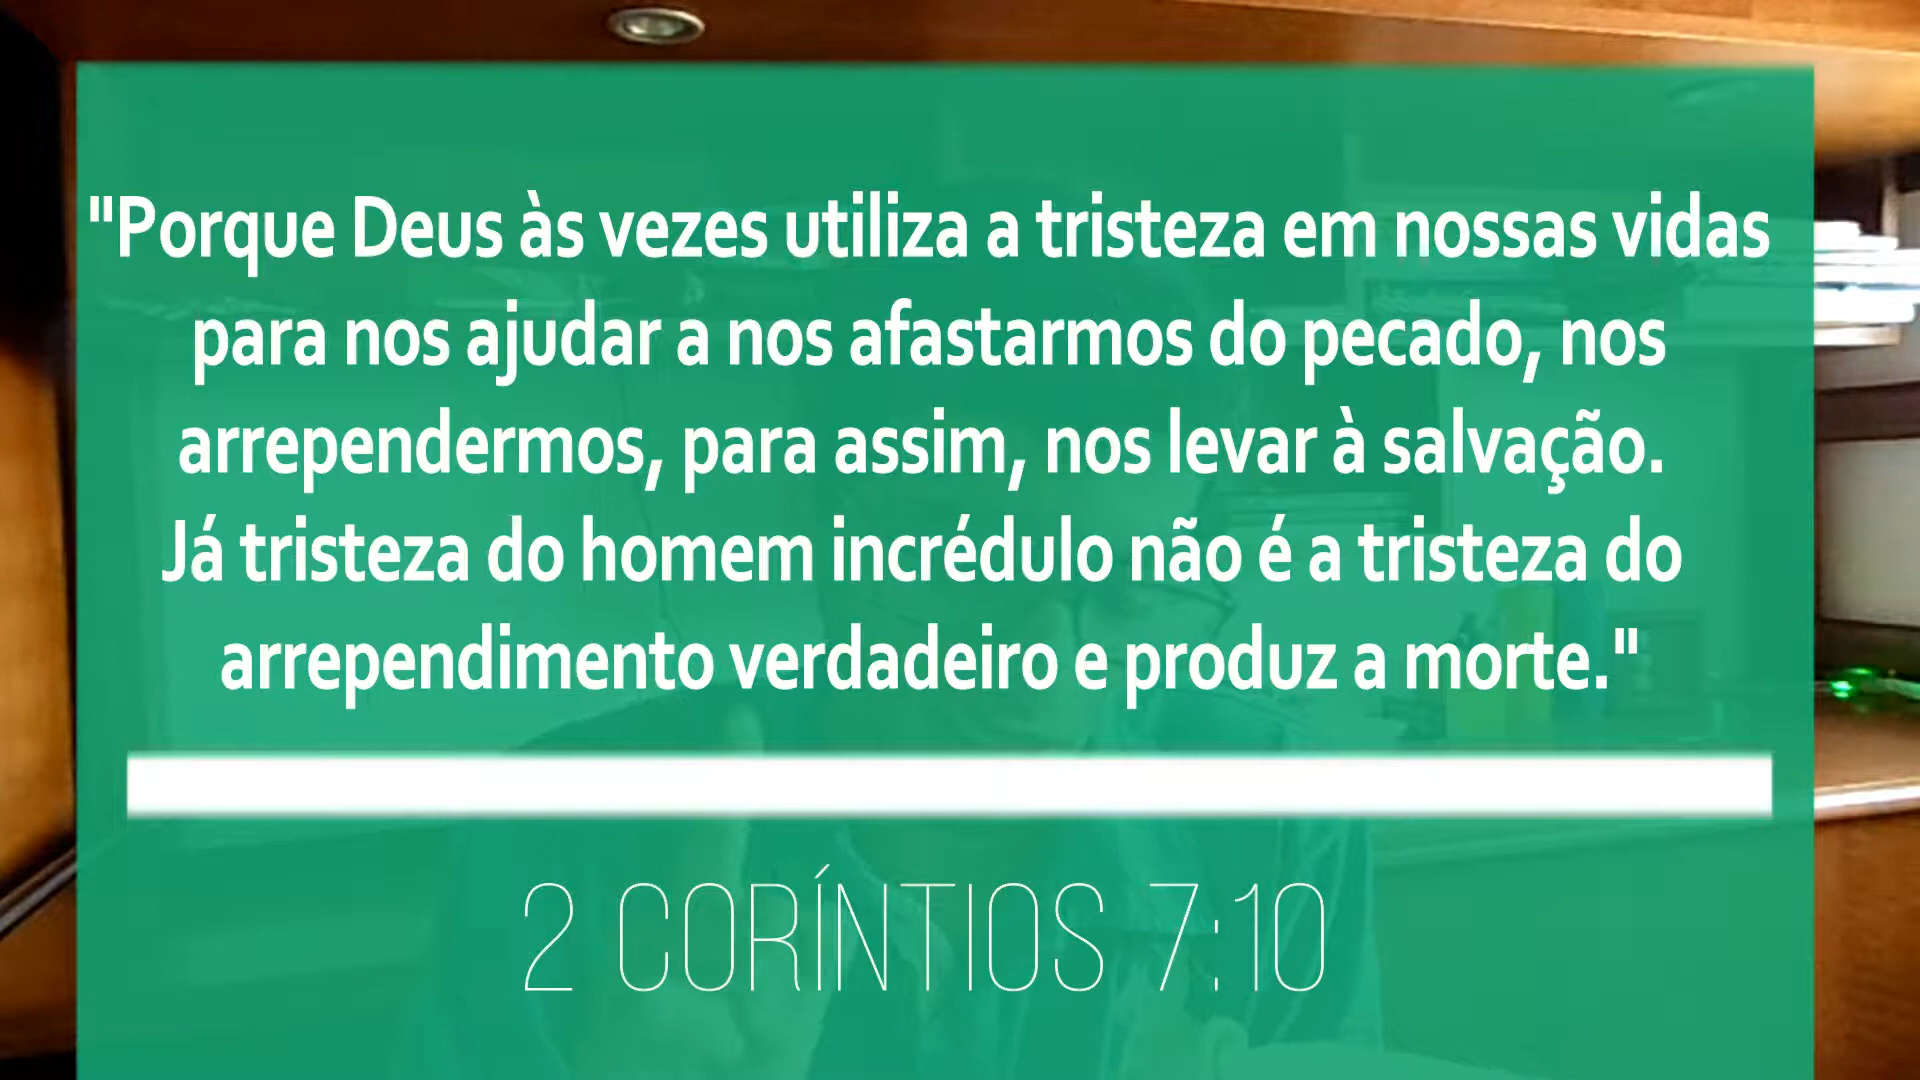 "Porque Deus às vezes utiliza a tristeza em nossas vidas
para nos ajudar a nos afastarmos do pecado, nos
arrependermos, para assim, nos levar à salvação.
Já tristeza do homem incrédulo não é a tristeza do
arrependimento verdadeiro e produz a morte."
2 CORÍNTIOS 7:10